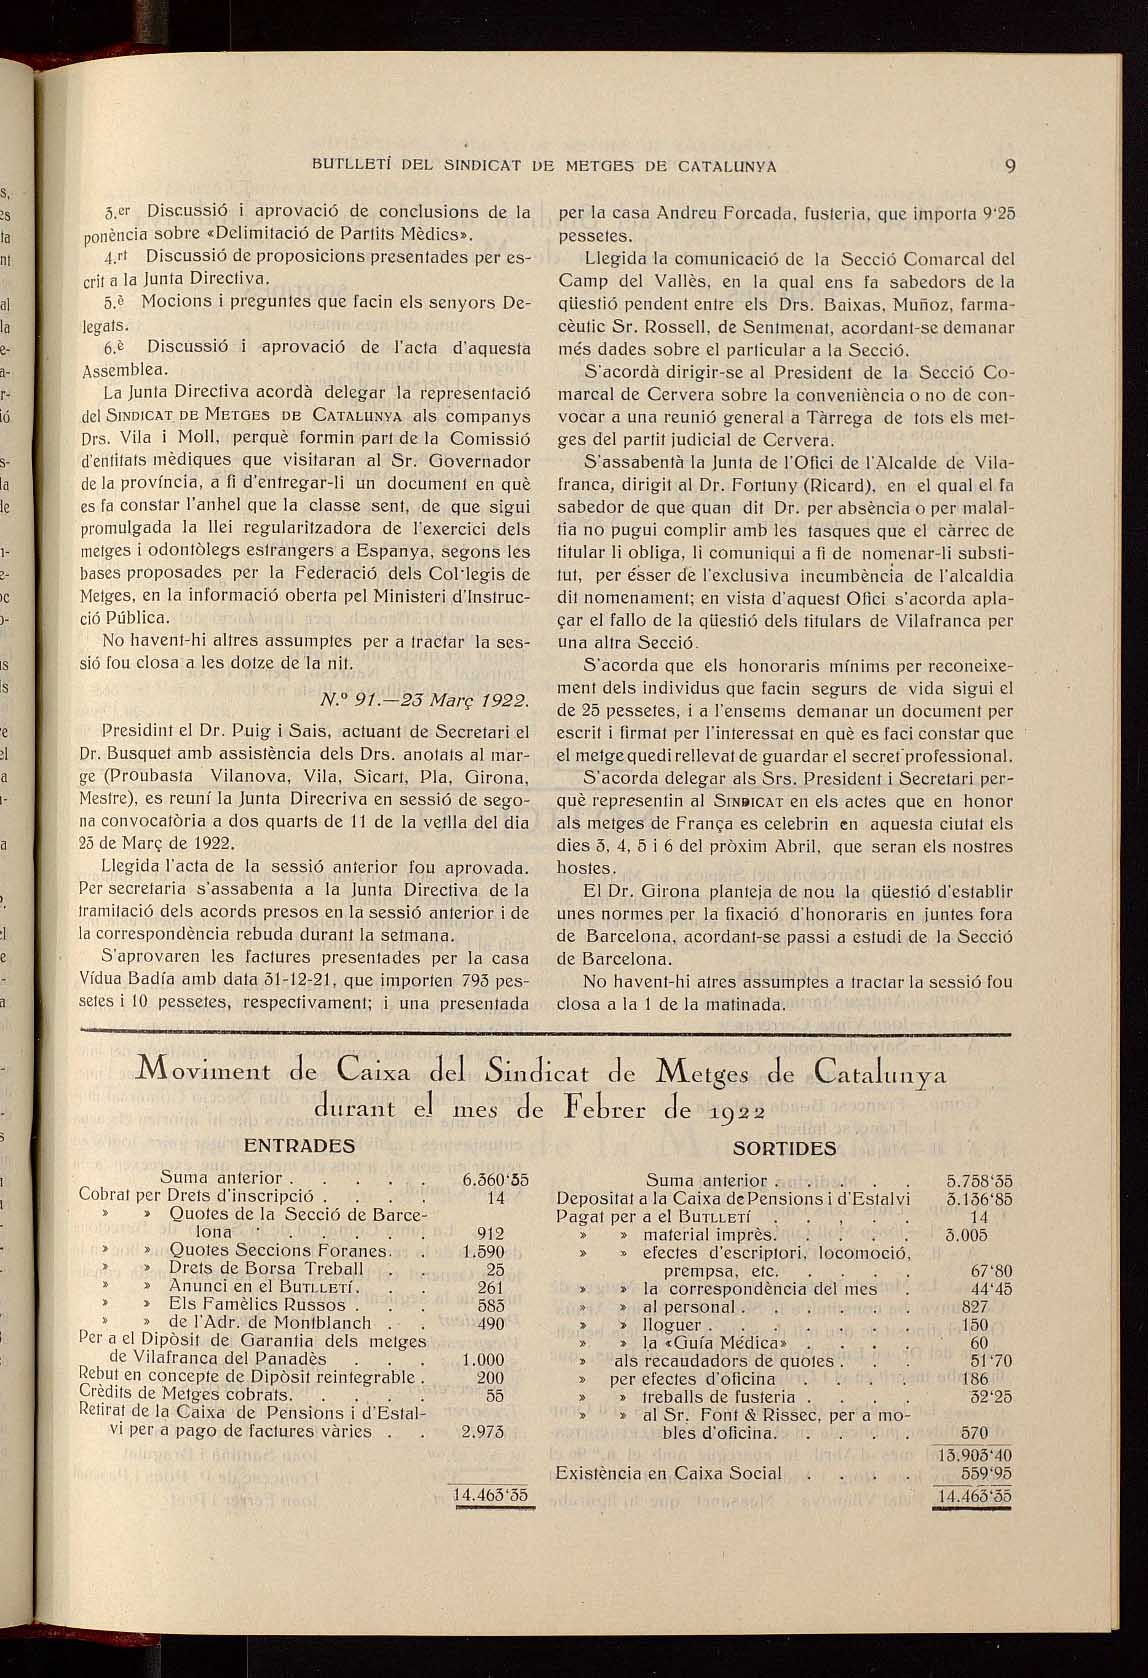 BUTLLETÍ DEL SINDICAT DE METGES DE CATALUNYA 9
3.er Discussió i aprovació de conclusions de la
ponència sobre «Delimitació de Partits Mèdics».
4.rt Discussió de proposicions presentades per es-
crit a la Junta Directiva.
5.è Mocions i preguntes que facin els senyors De-
legats.
6.è Discussió i aprovació de l'acta d'aquesta
Assemblea.
La Junta Directiva acordà delegar la representació
del SINDICAT DE METGES DE CATALUNYA als companys
Drs. Vila i Moll, perquè formin part de la Comissió
d'entitats mèdiques que visitaran al Sr. Governador
de la província, a fi d'entregar-li un document en què
es fa constar l'anhel que la classe sent, de que sigui
promulgada la llei regularitzadora de l'exercici dels
metges i odontòlegs estrangers a Espanya, segons les
bases proposades per la Federació dels Col·legis de
Metges, en la informació oberta pel Ministeri d'Instruc-
ció Pública.
No havent-hi altres assumptes per a tractar la ses-
sió fou closa a les dotze de la nit.
N.º 91.—23 Març 1922.
Presidint el Dr. Puig i Sais, actuant de Secretari el
Dr. Busquet amb assistència dels Drs. anotats al mar-
ge (Proubasta Vilanova, Vila, Sicart, Pla, Girona,
Mestre), es reuní la Junta Direcriva en sessió de sego-
na convocatòria a dos quarts de 11 de la vetlla del dia
23 de Març de 1922.
Llegida l'acta de la sessió anterior fou aprovada.
Per secretaria s'assabenta a la Junta Directiva de la
tramitació dels acords presos en la sessió anterior i de
la correspondència rebuda durant la setmana.
S'aprovaren les factures presentades per la casa
Vídua Badía amb data 31-12-21, que importen 793 pes-
setes i 10 pessetes, respectivament; i una presentada
per la casa Andreu Forcada, fusteria, que importa 9'25
pessetes.
Llegida la comunicació de la Secció Comarcal del
Camp del Vallès, en la qual ens fa sabedors de la
qüestió pendent entre els Drs. Baixas, Muñoz, farma-
cèutic Sr. Rossell, de Sentmenat, acordant-se demanar
més dades sobre el particular a la Secció.
S'acordà dirigir-se al President de la Secció Co-
marcal de Cervera sobre la conveniència o no de con-
vocar a una reunió general a Tàrrega de tots els met-
ges del partit judicial de Cervera.
S'assabentà la Junta de l'Ofici de l'Alcalde de Vila-
franca, dirigit al Dr. Fortuny (Ricard), en el qual el fa
sabedor de que quan dit Dr. per absència o per malal-
tia no pugui complir amb les tasques que el càrrec de
titular li obliga, li comuniqui a fi de nomenar-li substi-
tut, per ésser de l'exclusiva incumbència de l'alcaldia
dit nomenament; en vista d'aquest Ofici s'acorda apla-
çar el fallo de la qüestió dels titulars de Vilafranca per
una altra Secció.
S'acorda que els honoraris mínims per reconeixe-
ment dels individus que facin segurs de vida sigui el
de 25 pessetes, i a l'ensems demanar un document per
escrit i firmat per l'interessat en què es faci constar que
el metge quedi rellevat de guardar el secret professional.
S'acorda delegar als Srs. President i Secretari per-
què representin al SINDICAT en els actes que en honor
als metges de França es celebrin en aquesta ciutat els
dies 3, 4, 5 i 6 del pròxim Abril, que seran els nostres
hostes.
El Dr. Girona planteja de nou la qüestió d'establir
unes normes per la fixació d'honoraris en juntes fora
de Barcelona, acordant-se passi a estudi de la Secció
de Barcelona.
No havent-hi atres assumptes a tractar la sessió fou
closa a la 1 de la matinada.
Moviment de Caixa del Sindicat de Metges de Catalunya
durant el mes de Febrer de 1922
ENTRADES
Suma anterior . . . . . 6.360'35
Cobrat per Drets d'inscripció . . . . 14
» » Quotes de la Secció de Barce-
lona . . . . . . 912
» » Quotes Seccions Foranes. . 1.590
» » Drets de Borsa Treball . . 25
» » Anunci en el BUTLLETÍ. . . 261
» » Els Famèlics Russos . . . 583
» » de l'Adr. de Montblanch . . 490
Per a el Dipòsit de Garantia dels metges
de Vilafranca del Panadès . . . 1.000
Rebut en concepte de Dipòsit reintegrable . 200
Crèdits de Metges cobrats. . . . . 55
Retirat de la Caixa de Pensions i d'Estal-
vi per a pago de factures vàries . . 2.973
14.463'35
SORTIDES
Suma anterior . . . . . 5.758'35
Depositat a la Caixa de Pensions i d'Estalvi 3.136'85
Pagat per a el BUTLLETÍ . . . . . 14
» » material imprès. . . . . 3.005
» » efectes d'escriptori, locomoció,
prempsa, etc. . . . . 67'80
» » la correspondència del mes . 44'45
» » al personal . . . . . . 827
» » lloguer . . . . . . . 150
» » la «Guía Médica» . . . . 60
» als recaudadors de quotes . . . 51'70
» per efectes d'oficina . . . . 186
» » treballs de fusteria . . . . 32'25
» » al Sr. Font & Rissec, per a mo-
bles d'oficina. . . . . 570
13.903'40
Existència en Caixa Social . . . . 559'95
14.463'35